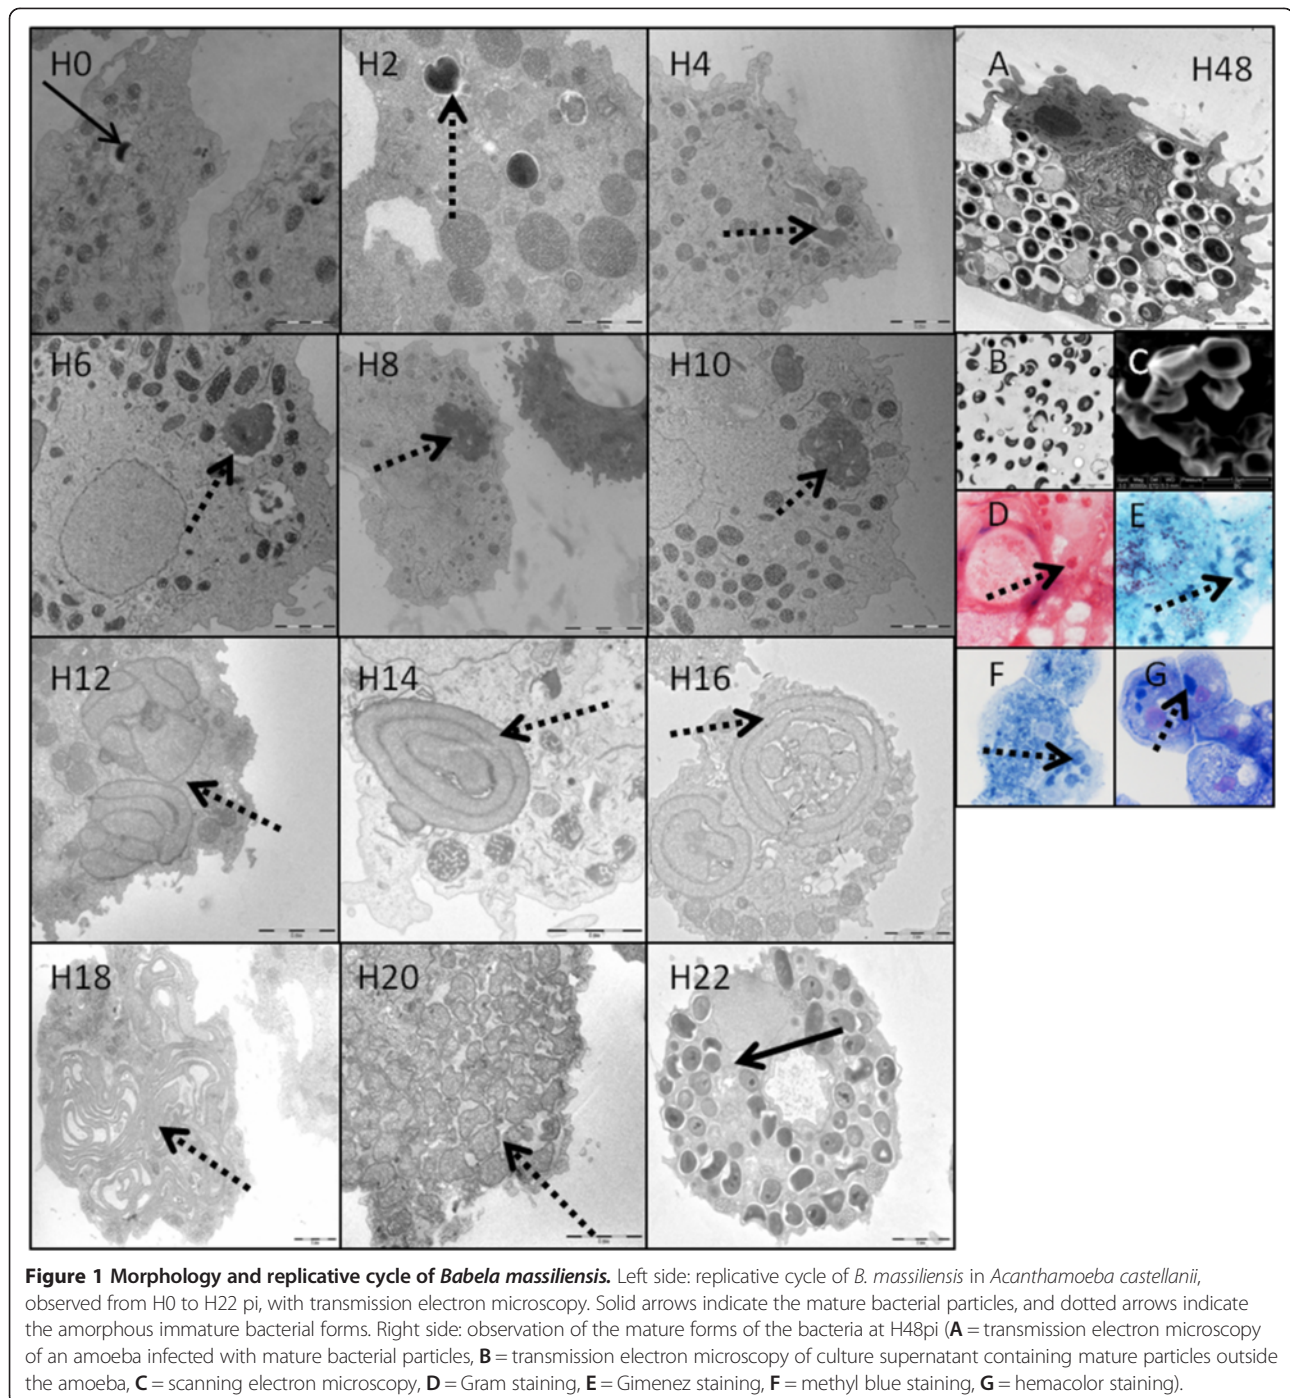 H0
H2
H4
A H48
H6
H8
H10
B
C
D
E
H12
H14
H16
F
G
H18
H20
H22
Figure 1 Morphology and replicative cycle of Babela massiliensis. Left side: replicative cycle of B. massiliensis in Acanthamoeba castellanii,
observed from H0 to H22 pi, with transmission electron microscopy. Solid arrows indicate the mature bacterial particles, and dotted arrows indicate
the amorphous immature bacterial forms. Right side: observation of the mature forms of the bacteria at H48pi (A = transmission electron microscopy
of an amoeba infected with mature bacterial particles, B = transmission electron microscopy of culture supernatant containing mature particles outside
the amoeba, C = scanning electron microscopy, D = Gram staining, E = Gimenez staining, F = methyl blue staining, G = hemacolor staining).